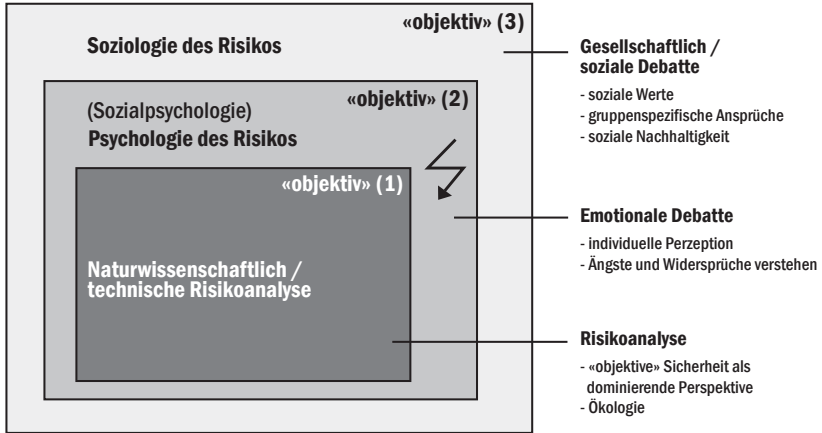 «objektiv» (3)
Soziologie des Risikos
«objektiv» (2)
(Sozialpsychologie)
Psychologie des Risikos
«objektiv» (1)
Naturwissenschaftlich /
technische Risikoanalyse
Gesellschaftlich /
soziale Debatte
- soziale Werte
- gruppenspezifische Ansprüche
- soziale Nachhaltigkeit
Emotionale Debatte
- individuelle Perzeption
- Ängste und Widersprüche verstehen
Risikoanalyse
- «objektive» Sicherheit als
dominierende Perspektive
- Ökologie